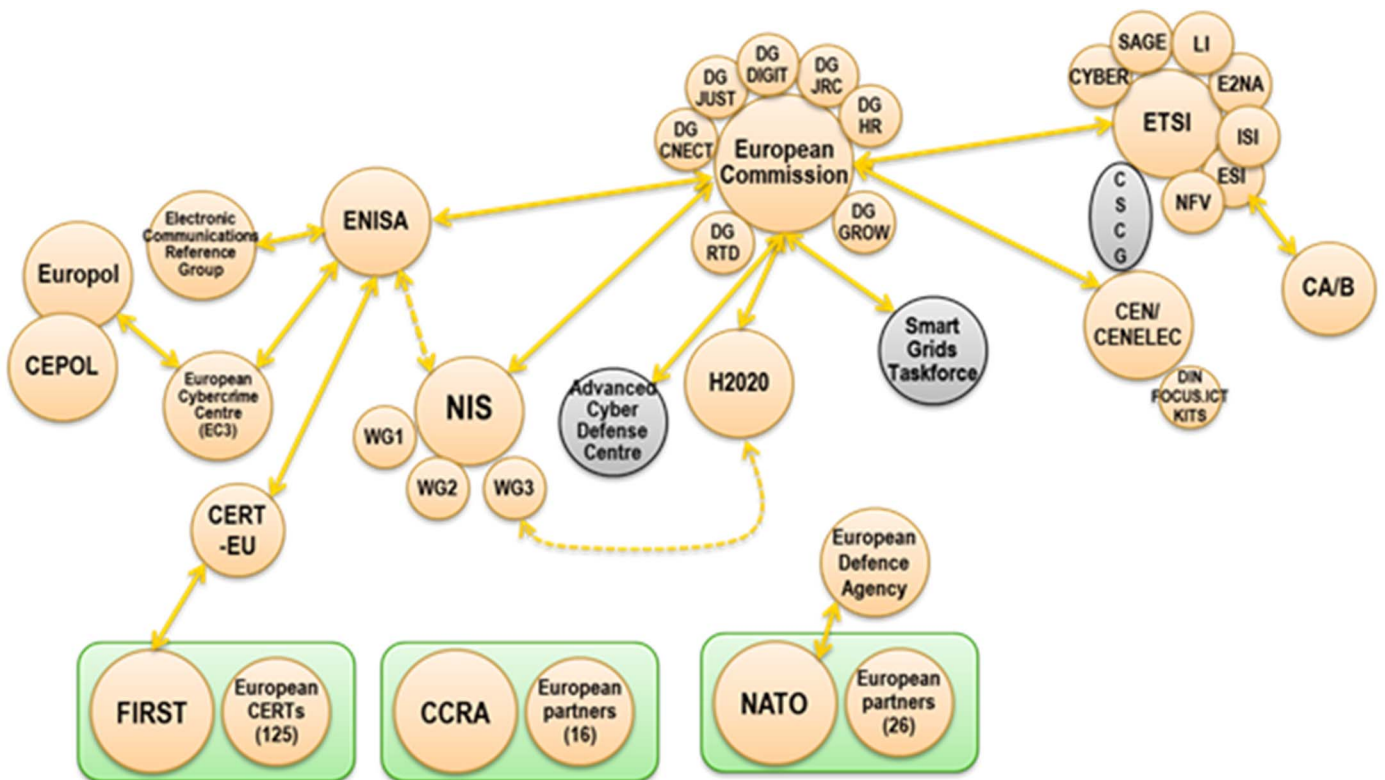 SAGE
LI
CYBER
E2NA
ETSI
ISI
ESI
NFV
C
S
C
G
DG
DIGIT
DG
JUST
DG
JRC
DG
HR
DG
CNECT
European
Commission
DG
RTD
DG
GROW
ENISA
Electronic
Communications
Reference
Group
Europol
CEPOL
European
Cybercrime
Centre
(EC3)
NIS
WG1
WG2
WG3
Advanced
Cyber
Defense
Centre
H2020
Smart
Grids
Taskforce
CEN/
CENELEC
DIN
FOCUS.ICT
KITS
CA/B
CERT
-EU
European
Defence
Agency
FIRST
European
CERTs
(125)
CCRA
European
partners
(16)
NATO
European
partners
(26)